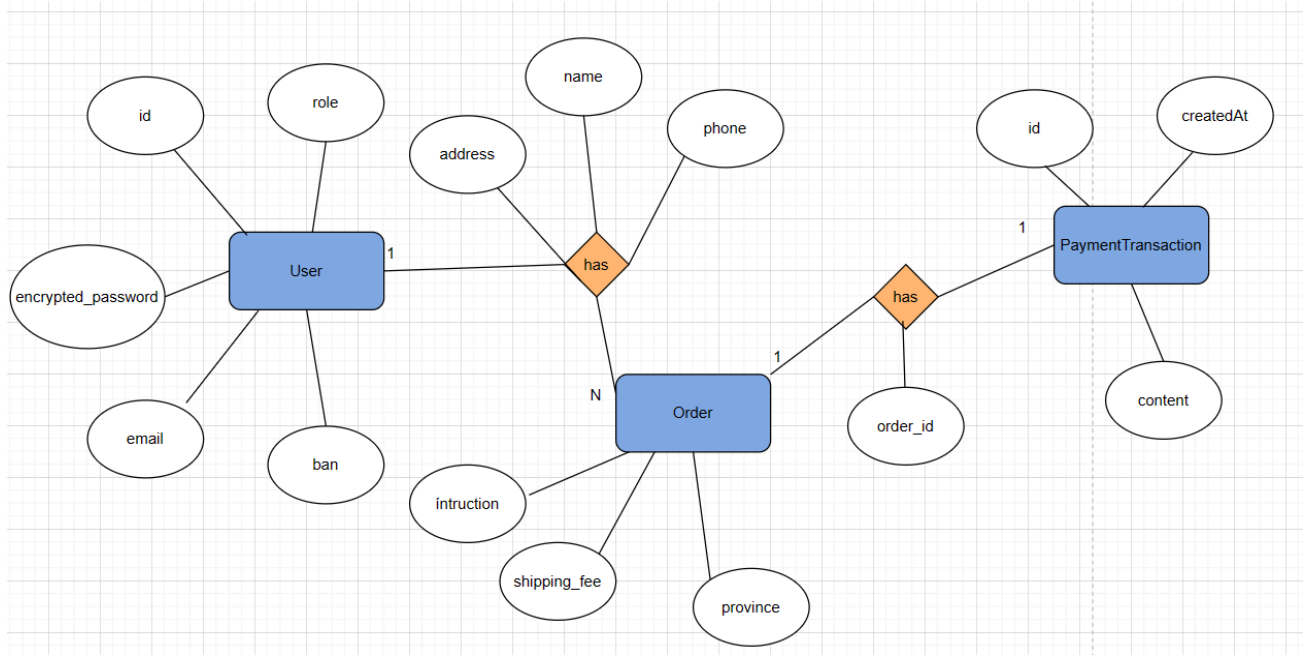 name
role
id
phone
address
id
createdAt
1
1
User
has
PaymentTransaction
encrypted_password
has
1
N
Order
content
order_id
email
ban
íntruction
shipping_fee
province